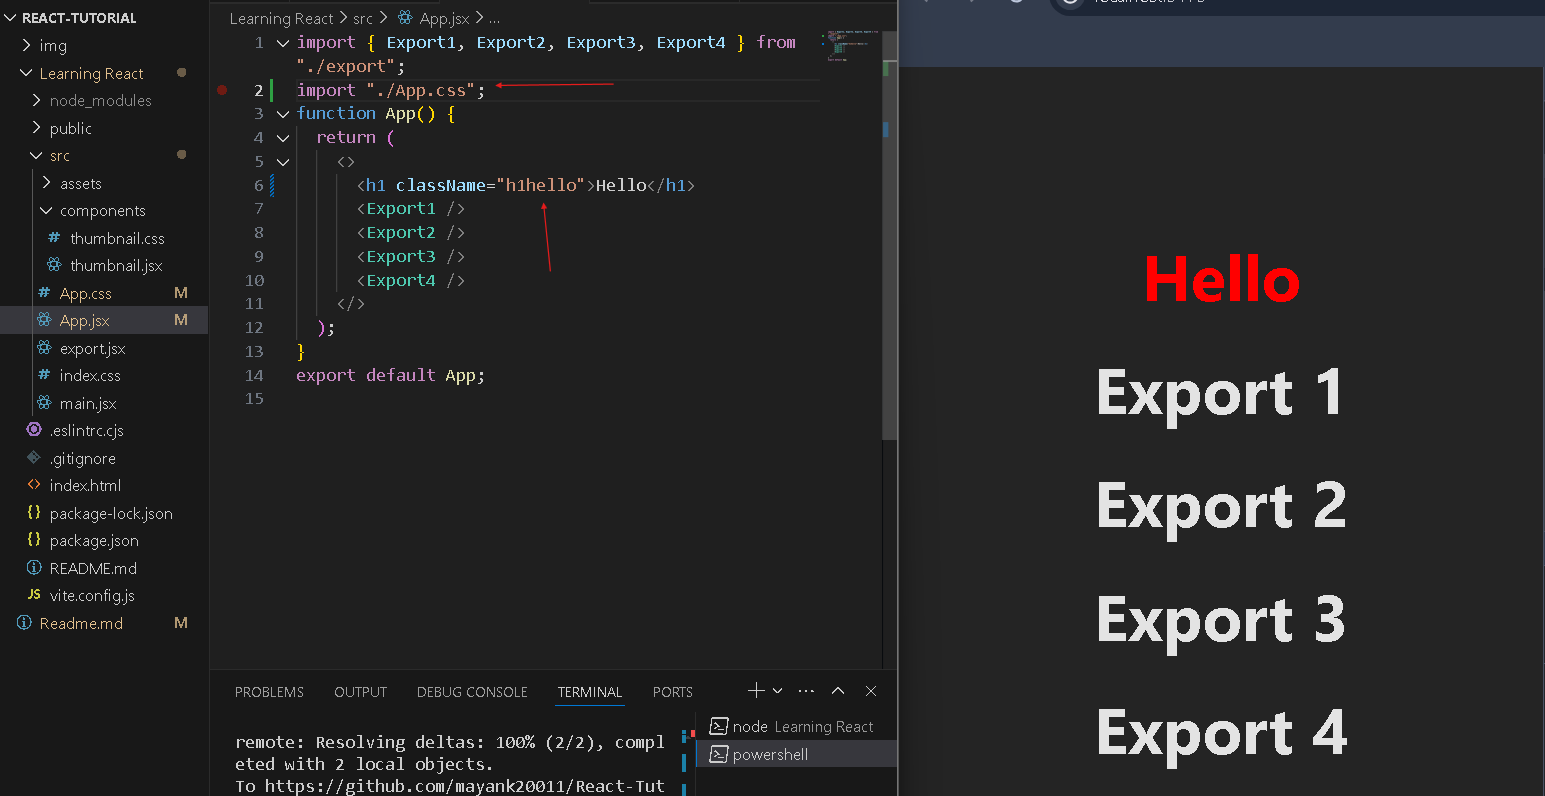 REACT-TUTORIAL
img
Learning React
node_modules
public
src
assets
components
thumbnail.css
thumbnail.jsx
App.css M
App.jsx M
export.jsx
index.css
main.jsx
.eslintrc.cjs
.gitignore
index.html
package-lock.json
package.json
README.md
JS vite.config.js
Readme.md M
Learning React > src > App.jsx > ...
1 import { Export1, Export2, Export3, Export4 } from
"./export";
2 import "./App.css";
3 function App() {
4 return (
5 <>
6 <h1 className="h1hello">Hello</h1>
7 <Export1 />
8 <Export2 />
9 <Export3 />
10 <Export4 />
11 </>
12 );
13 }
14 export default App;
15
PROBLEMS OUTPUT DEBUG CONSOLE TERMINAL PORTS
remote: Resolving deltas: 100% (2/2), compl
eted with 2 local objects.
To https://github.com/mayank20011/React-Tut
node Learning React
powershell
Hello
Export 1
Export 2
Export 3
Export 4